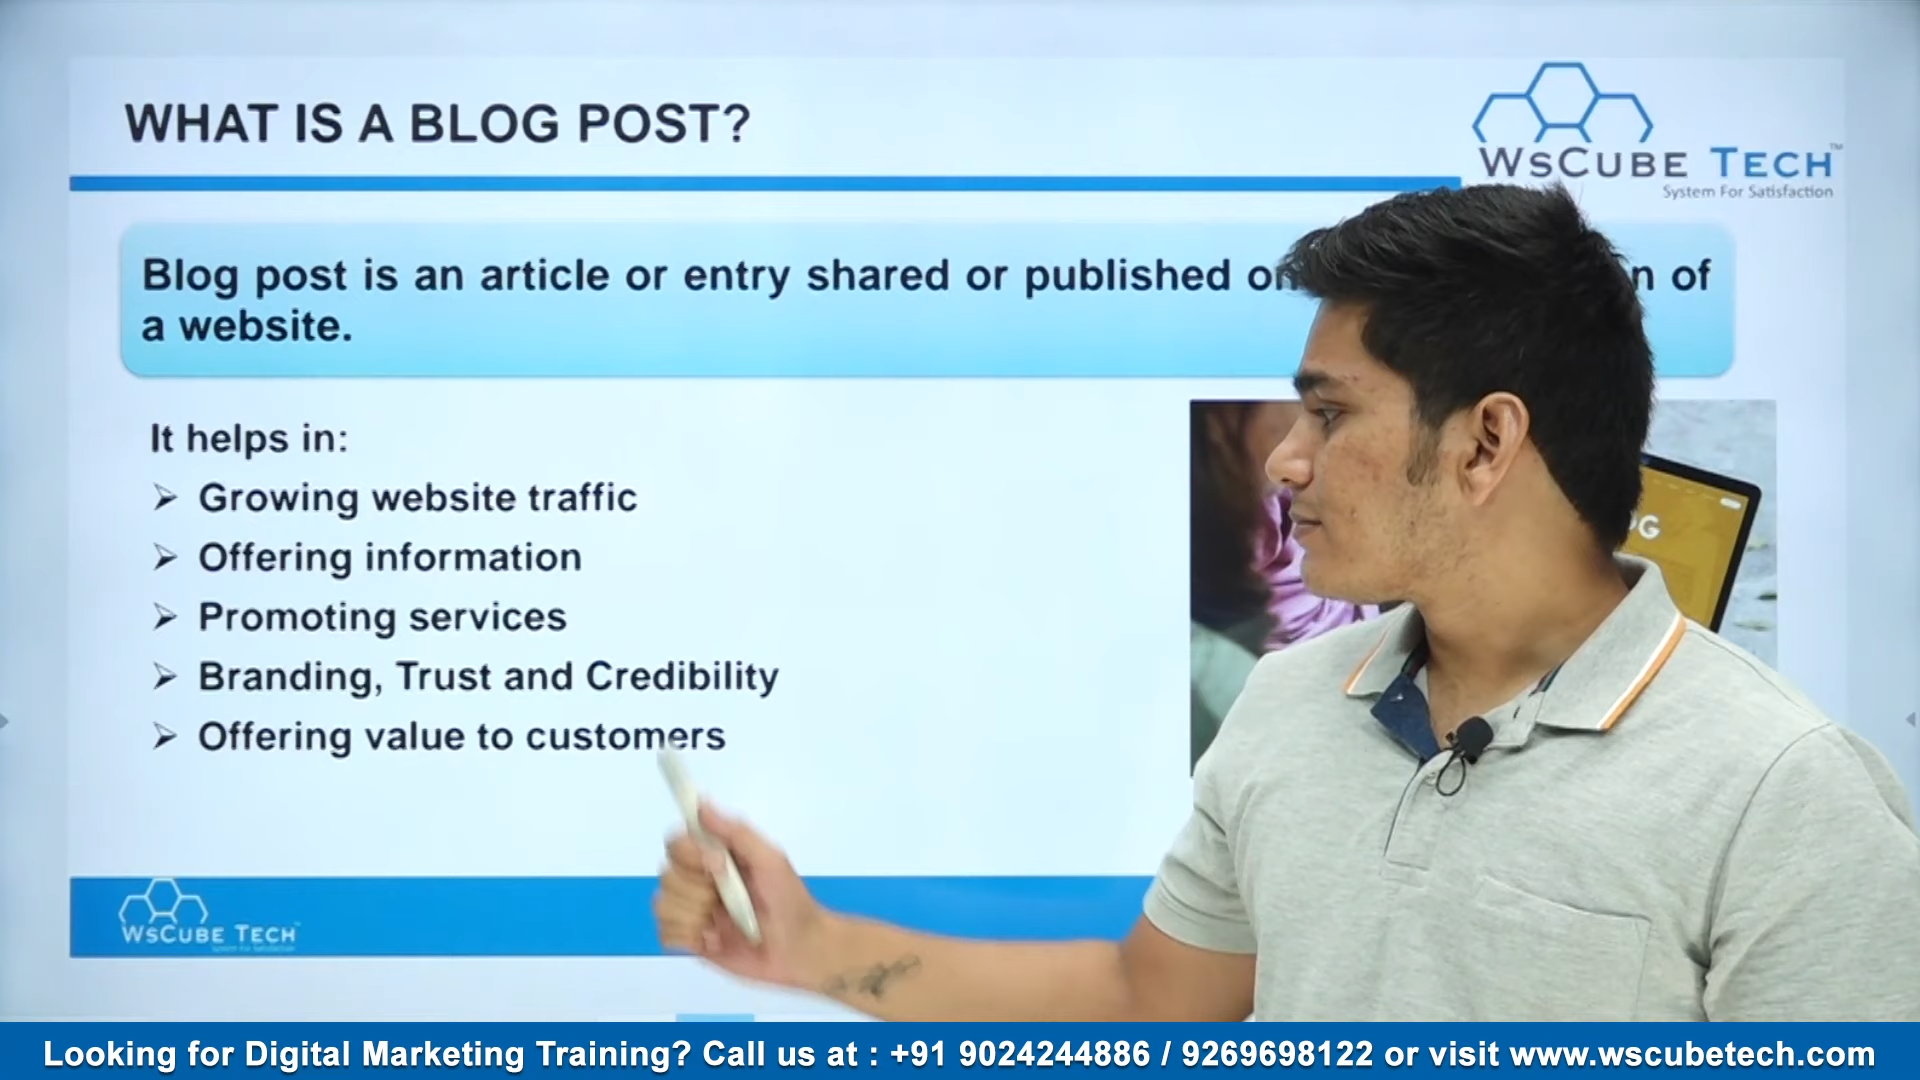 WHAT IS A BLOG POST?
WSCUBE TECH™
System For Satisfaction
Blog post is an article or entry shared or published of
a website.
It helps in:
➢ Growing website traffic
➢ Offering information
➢ Promoting services
➢ Branding, Trust and Credibility
➢ Offering value to customers
WSCUBE TECH
Looking for Digital Marketing Training? Call us at : +91 9024244886 / 9269698122 or visit www.wscubetech.com